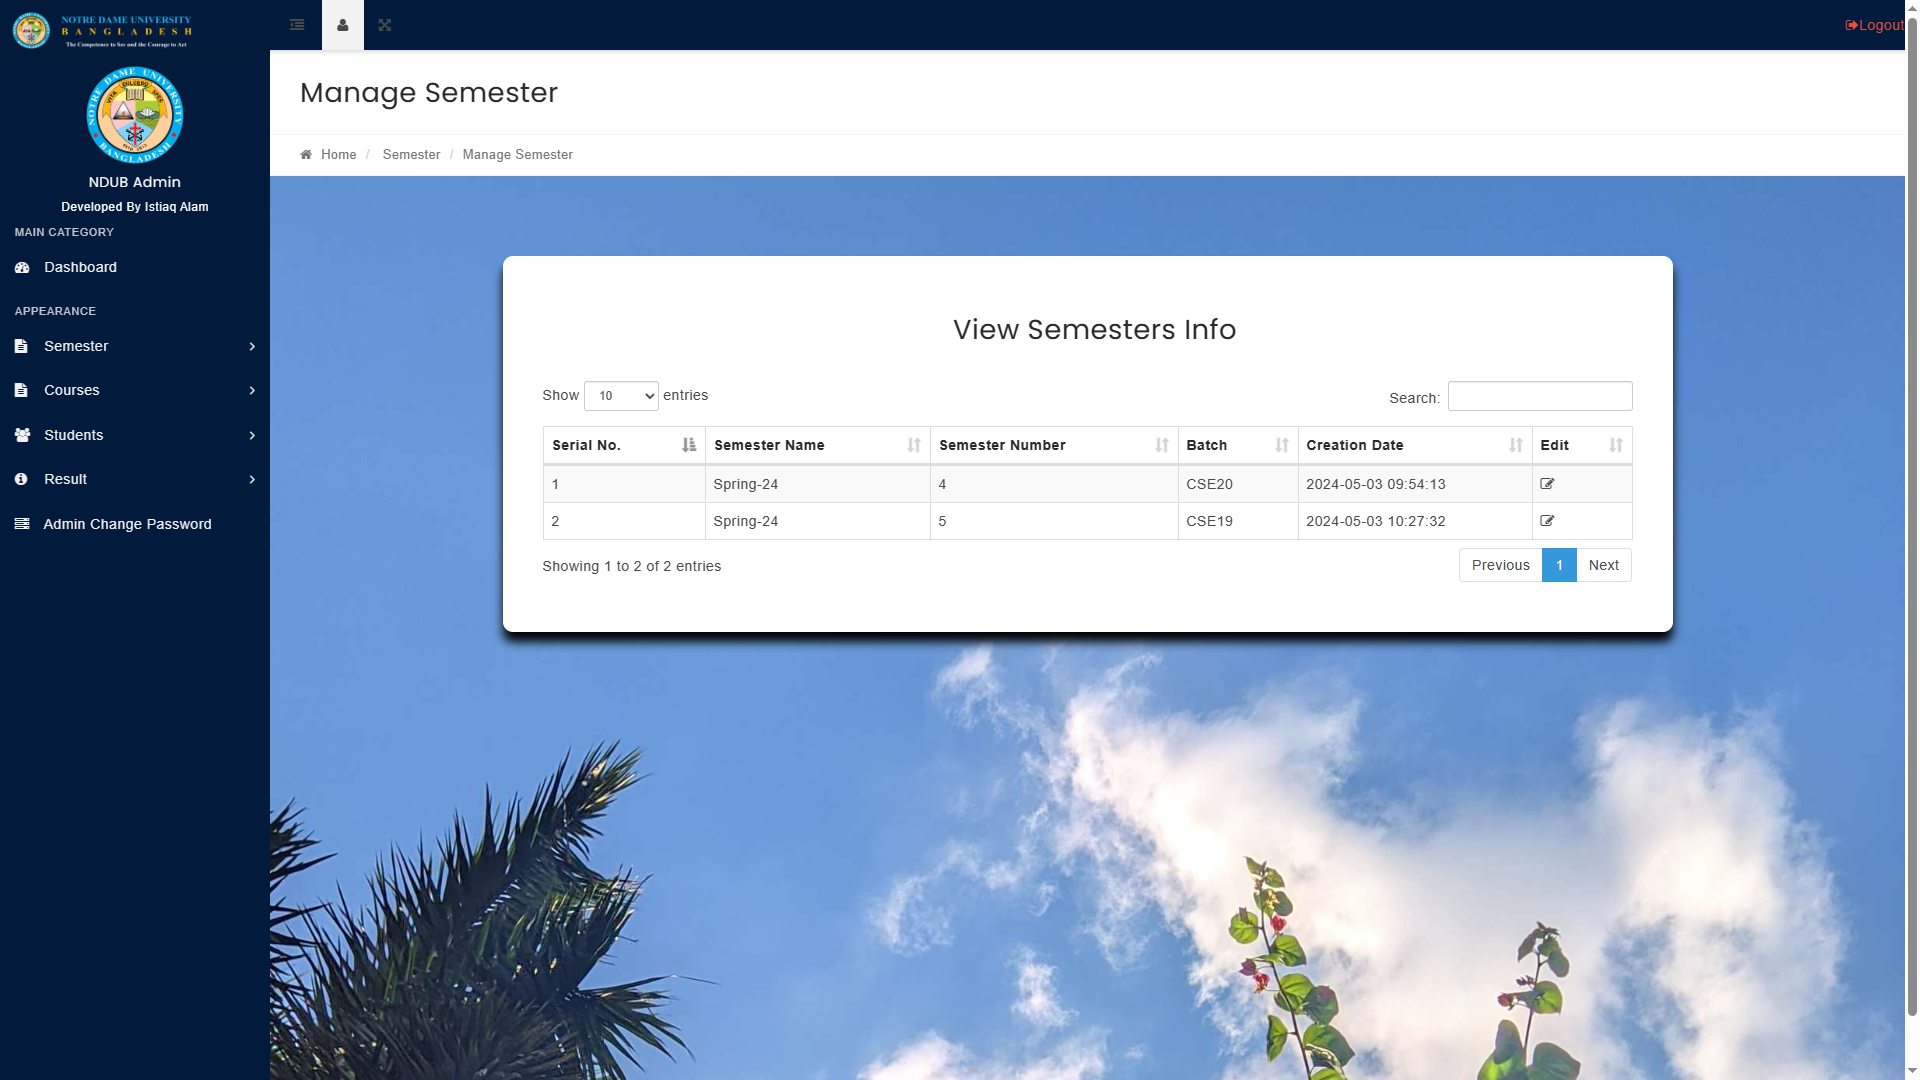 NOTRE DAME UNIVERSITY
BANGLADESH
The Competence to See and the Courage to Act
Logout
NOTRE DAME UNIVERSITY
BANGLADESH
NDUB Admin
Developed By Istiaq Alam
MAIN CATEGORY
Dashboard
APPEARANCE
Semester
Courses
Students
Result
Admin Change Password
Manage Semester
Home / Semester / Manage Semester
View Semesters Info
Show 10 entries
Search:
Serial No. Semester Name Semester Number Batch Creation Date Edit
1 Spring-24 4 CSE20 2024-05-03 09:54:13
2 Spring-24 5 CSE19 2024-05-03 10:27:32
Showing 1 to 2 of 2 entries
Previous 1 Next